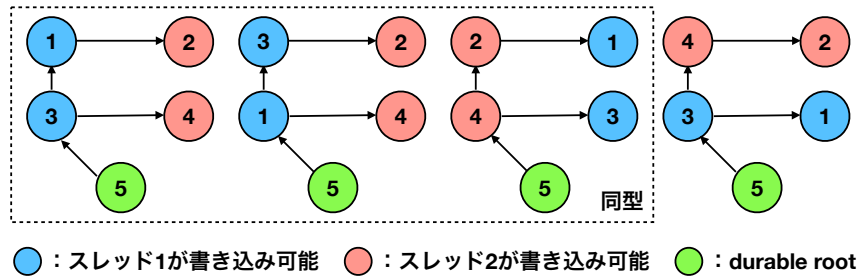 1 2 3 2 2 1 4 2
3 4 1 4 4 3 3 1
5 5 5 同型 5
：スレッド1が書き込み可能 ：スレッド2が書き込み可能 ：durable root